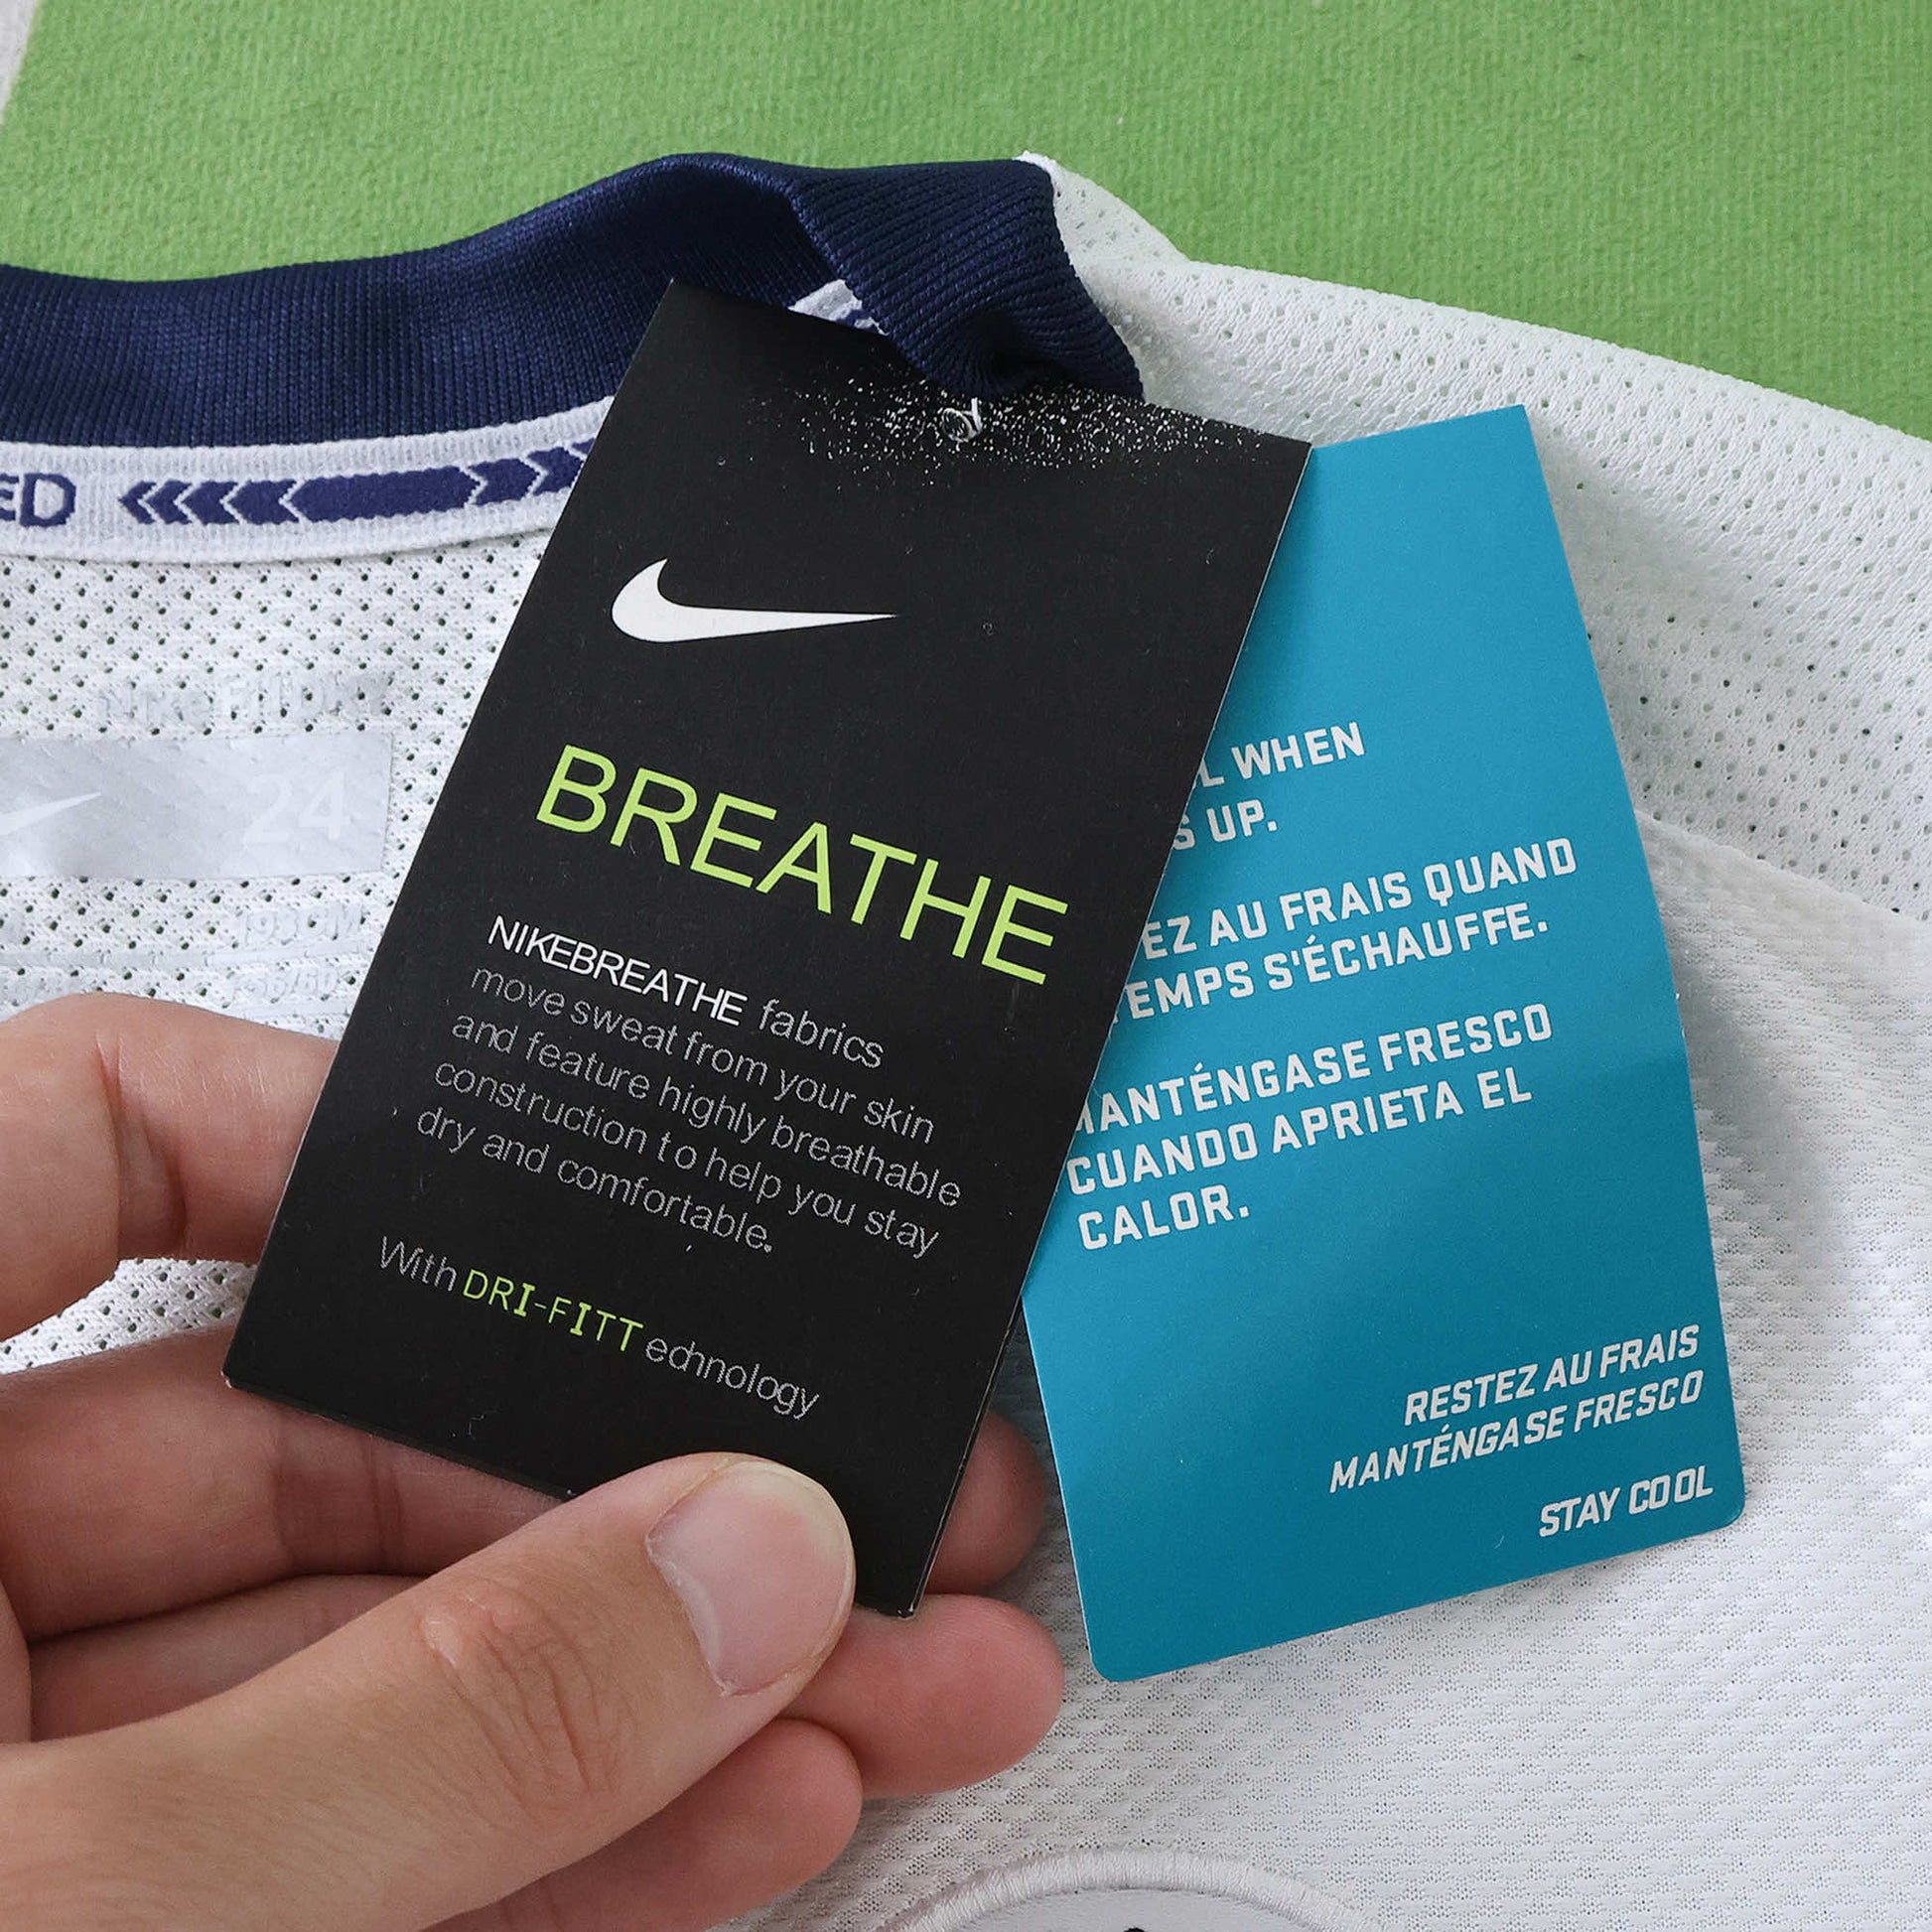 ED
24
BREATHE
NIKEBREATHE fabrics
move sweat from your skin
and feature highly breathable
construction to help you stay
dry and comfortable.
With DRI-FITT echnology
L WHEN
S UP.
EZ AU FRAIS QUAND
TEMPS S'ÉCHAUFFE.
MANTÉNGASE FRESCO
CUANDO APRIETA EL
CALOR.
RESTEZ AU FRAIS
MANTÉNGASE FRESCO
STAY COOL